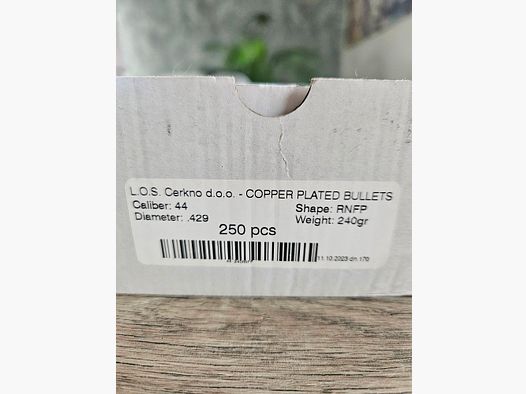 L.O.S. Cerkno d.o.o. - COPPER PLATED BULLETS
Caliber: 44 Shape: RNFP
Diameter: .429 Weight: 240gr
250 pcs
11.10.2023 dn.170